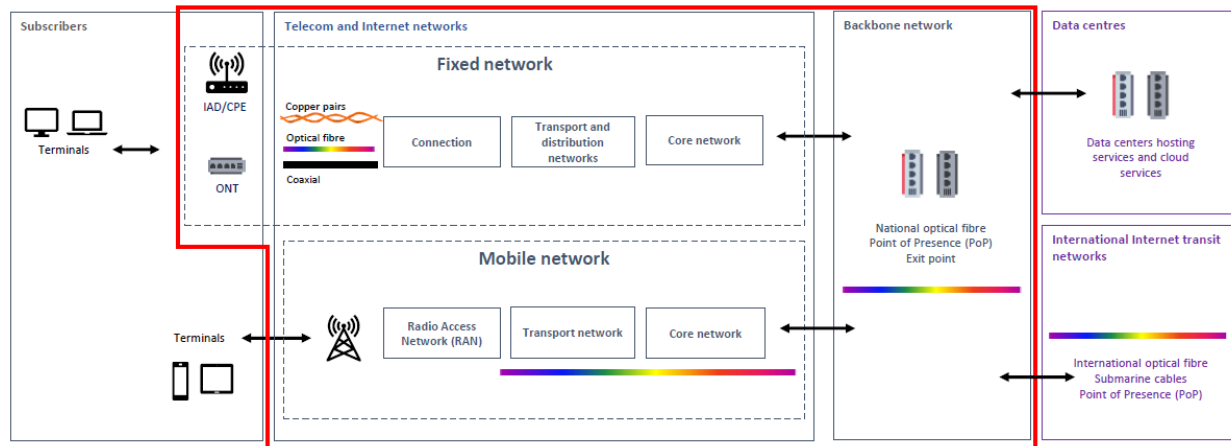 Subscribers
Telecom and Internet networks
Backbone network
Data centres
Fixed network
IAD/CPE
Copper pairs
Optical fibre
Coaxial
Connection
Transport and
distribution
networks
Core network
Terminals
ONT
National optical fibre
Point of Presence (PoP)
Exit point
Data centers hosting
services and cloud
services
International Internet transit
networks
Mobile network
Terminals
Radio Access
Network (RAN)
Transport network
Core network
International optical fibre
Submarine cables
Point of Presence (PoP)